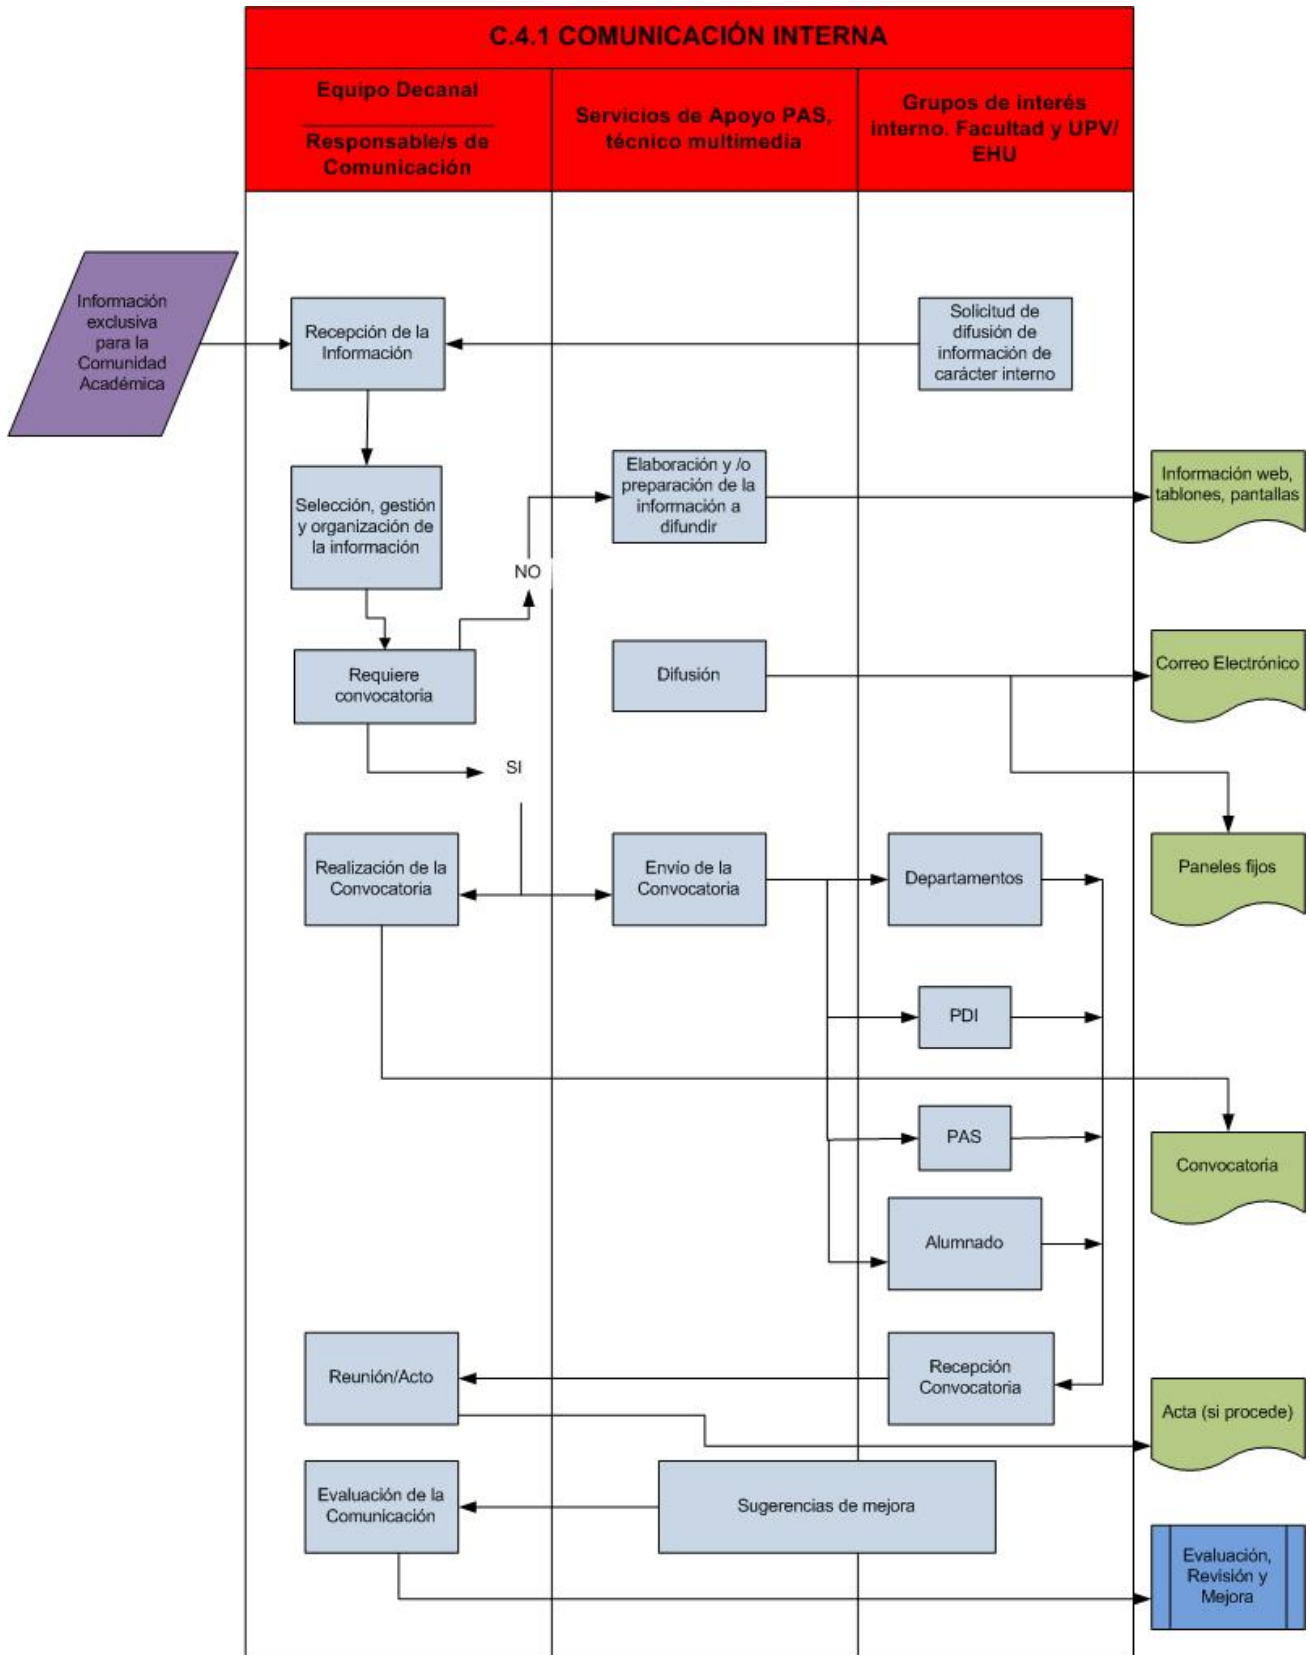 C.4.1 COMUNICACIÓN INTERNA
Equipo Decanal
Responsable/s de
Comunicación
Servicios de Apoyo PAS,
técnico multimedia
Grupos de interés
interno. Facultad y UPV/
EHU
Información
exclusiva
para la
Comunidad
Académica
Recepción de la
Información
Solicitud de
difusión de
información de
carácter interno
Selección, gestión
y organización de
la información
Elaboración y /o
preparación de la
información a
difundir
Información web,
tablones, pantallas
NO
Requiere
convocatoria
Difusión
Correo Electrónico
SI
Realización de la
Convocatoria
Envío de la
Convocatoria
Departamentos
Paneles fijos
PDI
PAS
Convocatoria
Alumnado
Reunión/Acto
Recepción
Convocatoria
Acta (si procede)
Evaluación de la
Comunicación
Sugerencias de mejora
Evaluación,
Revisión y
Mejora